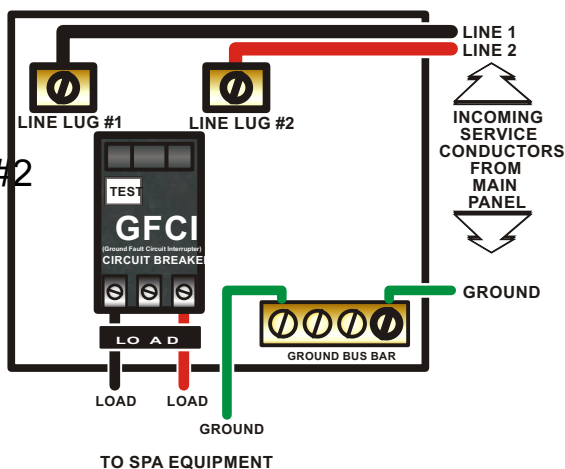 LINE 1
LINE 2
LINE LUG #1
LINE LUG #2
INCOMING
SERVICE
CONDUCTORS
FROM
MAIN
PANEL
#2
TEST
GFCI
(Ground Fault Circuit Interrupter)
CIRCUIT BREAKE
GROUND
LO AD
GROUND BUS BAR
LOAD
LOAD
GROUND
TO SPA EQUIPMENT